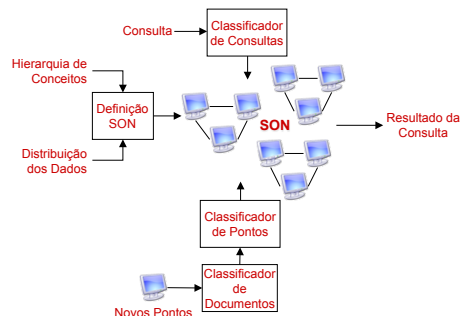 Consulta
Classificador
de Consultas
Hierarquia de
Conceitos
Definição
SON
SON
Resultado da
Consulta
Distribuição
dos Dados
Classificador
de Pontos
Classificador
de
Documentos
Novos Pontos